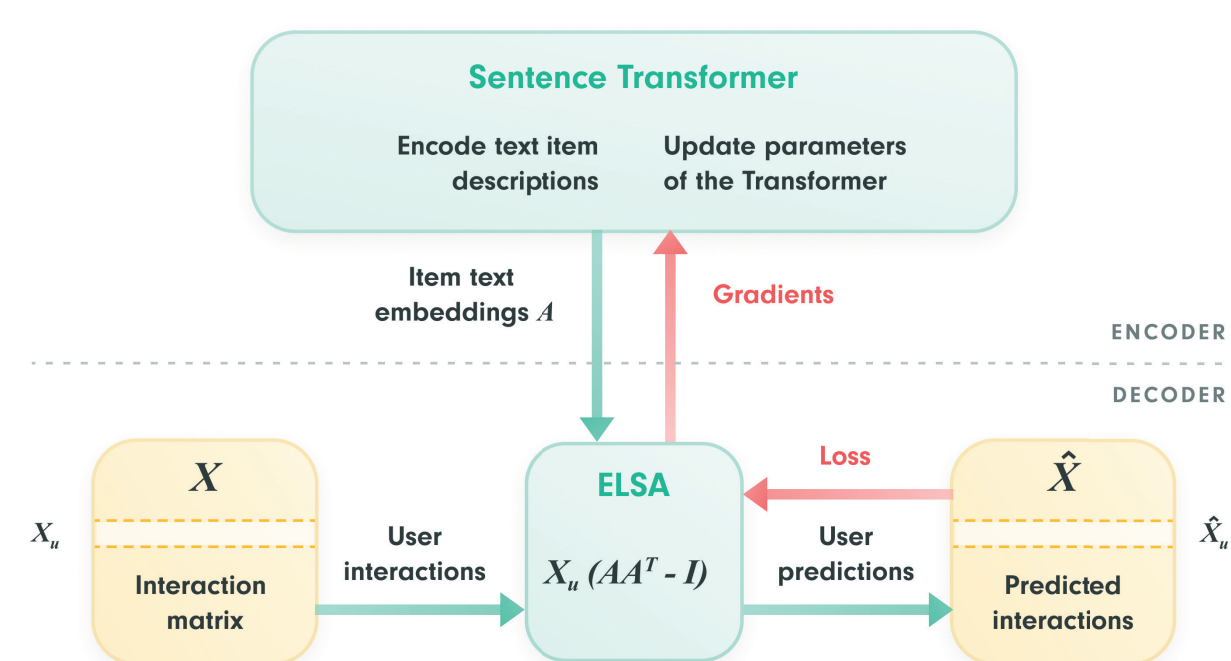 Sentence Transformer
Encode text item
descriptions
Update parameters
of the Transformer
Item text
embeddings A
Gradients
ENCODER
DECODER
X
X_u
Interaction
matrix
User
interactions
ELSA
X_u (AA^T - I)
Loss
User
predictions
X̂
X̂_u
Predicted
interactions